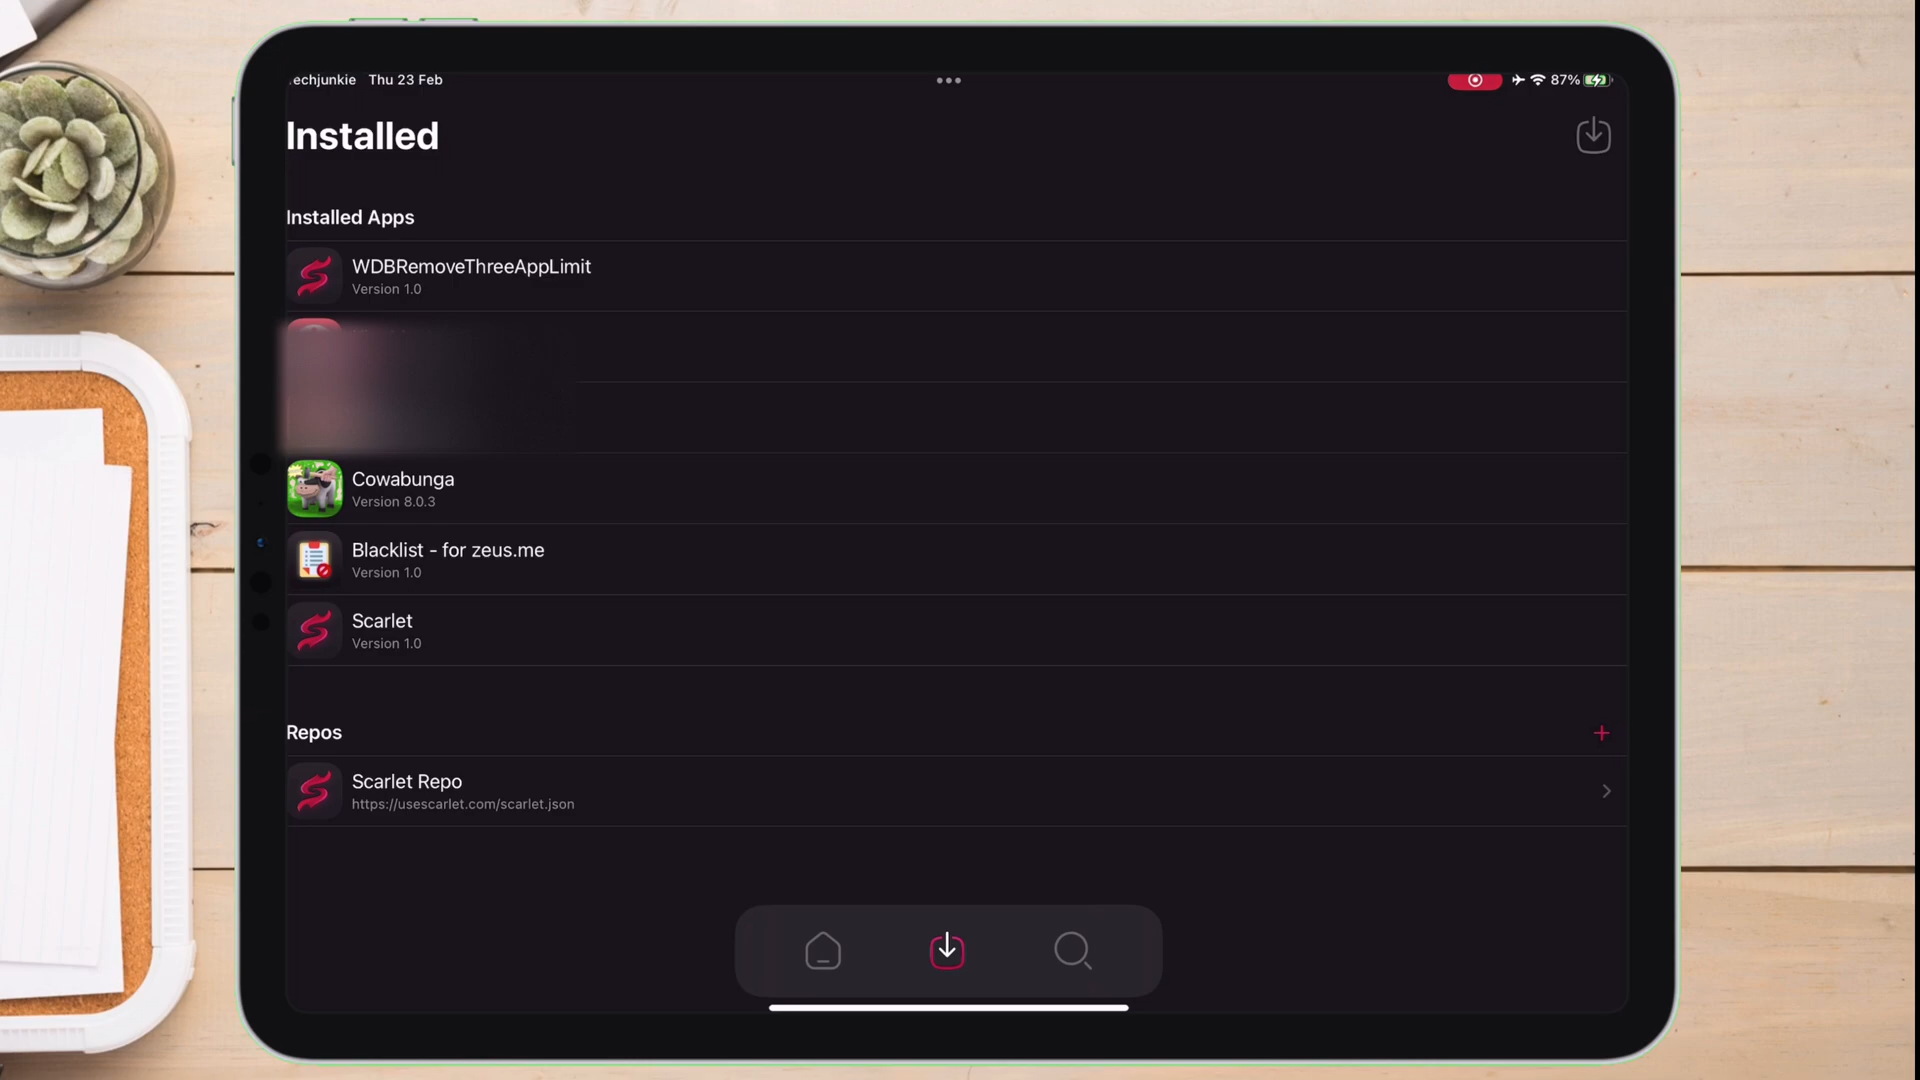 echjunkie Thu 23 Feb
87%
Installed
Installed Apps
WDBRemoveThreeAppLimit
Version 1.0
Cowabunga
Version 8.0.3
Blacklist - for zeus.me
Version 1.0
Scarlet
Version 1.0
Repos
Scarlet Repo
https://usescarlet.com/scarlet.json